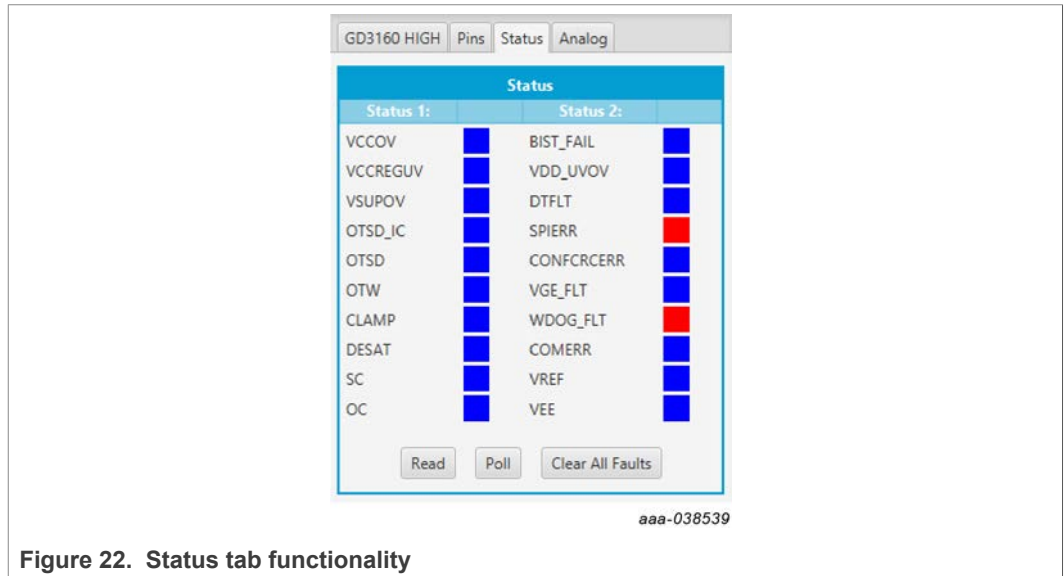 GD3160 HIGH Pins Status Analog
Status
Status 1: Status 2:
VCCOV BIST_FAIL
VCCREGUV VDD_UVOV
VSUPOV DTFLT
OTSD_IC SPIERR
OTSD CONFCRCERR
OTW VGE_FLT
CLAMP WDOG_FLT
DESAT COMERR
SC VREF
OC VEE
Read Poll Clear All Faults
aaa-038539
Figure 22. Status tab functionality